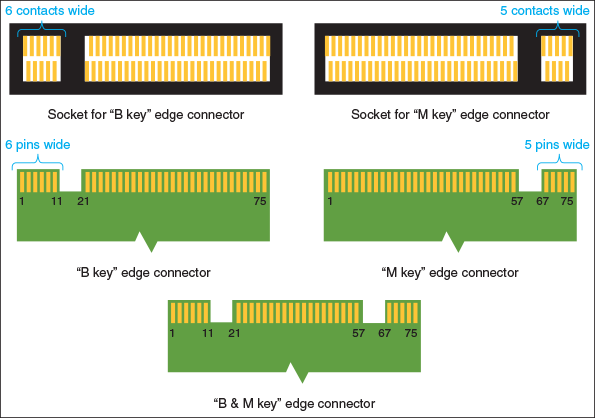 6 contacts wide
5 contacts wide
Socket for “B key” edge connector
Socket for “M key” edge connector
6 pins wide
5 pins wide
1 11 21 75
1 57 67 75
“B key” edge connector
“M key” edge connector
1 11 21 57 67 75
“B & M key” edge connector